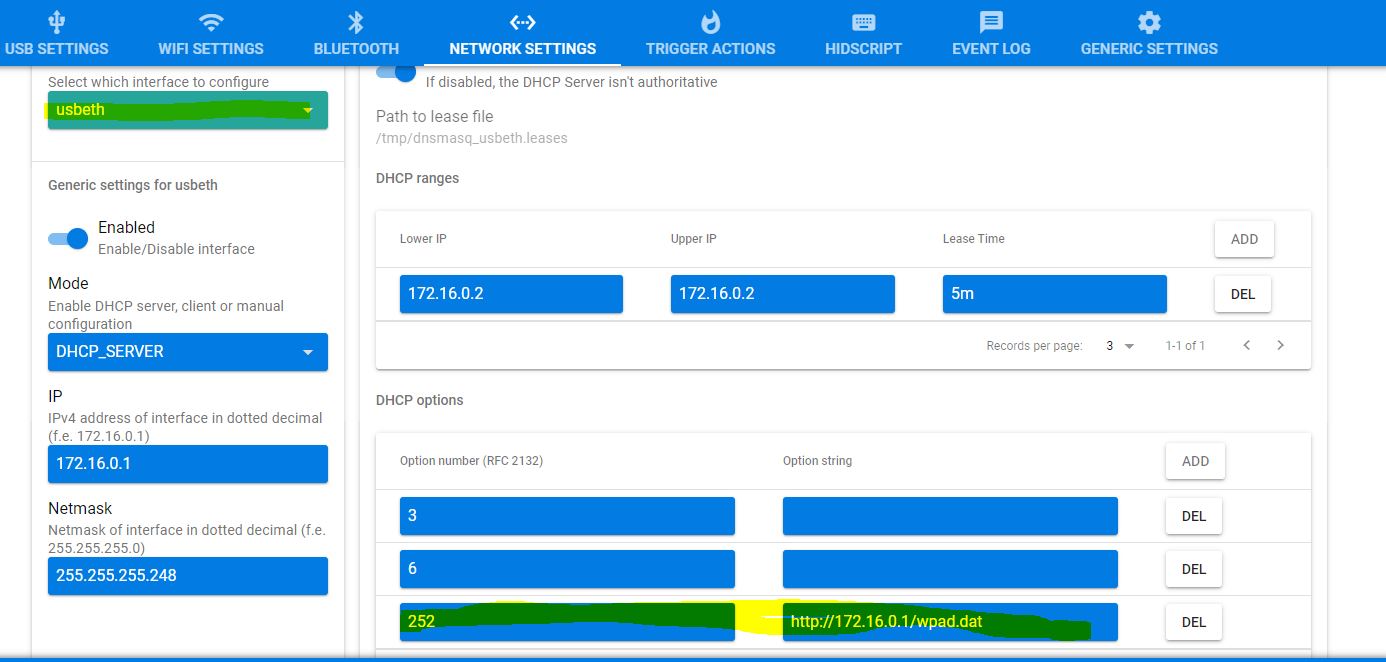 USB SETTINGS
WIFI SETTINGS
BLUETOOTH
NETWORK SETTINGS
TRIGGER ACTIONS
HIDSCRIPT
EVENT LOG
GENERIC SETTINGS
Select which interface to configure
usbeth
Generic settings for usbeth
Enabled
Enable/Disable interface
Mode
Enable DHCP server, client or manual
configuration
DHCP_SERVER
IP
IPv4 address of interface in dotted decimal
(f.e. 172.16.0.1)
172.16.0.1
Netmask
Netmask of interface in dotted decimal (f.e.
255.255.255.0)
255.255.255.248
If disabled, the DHCP Server isn't authoritative
Path to lease file
/tmp/dnsmasq_usbeth.leases
DHCP ranges
Lower IP Upper IP Lease Time ADD
172.16.0.2 172.16.0.2 5m DEL
Records per page: 3 1-1 of 1
DHCP options
Option number (RFC 2132) Option string ADD
3 DEL
6 DEL
252 http://172.16.0.1/wpad.dat DEL